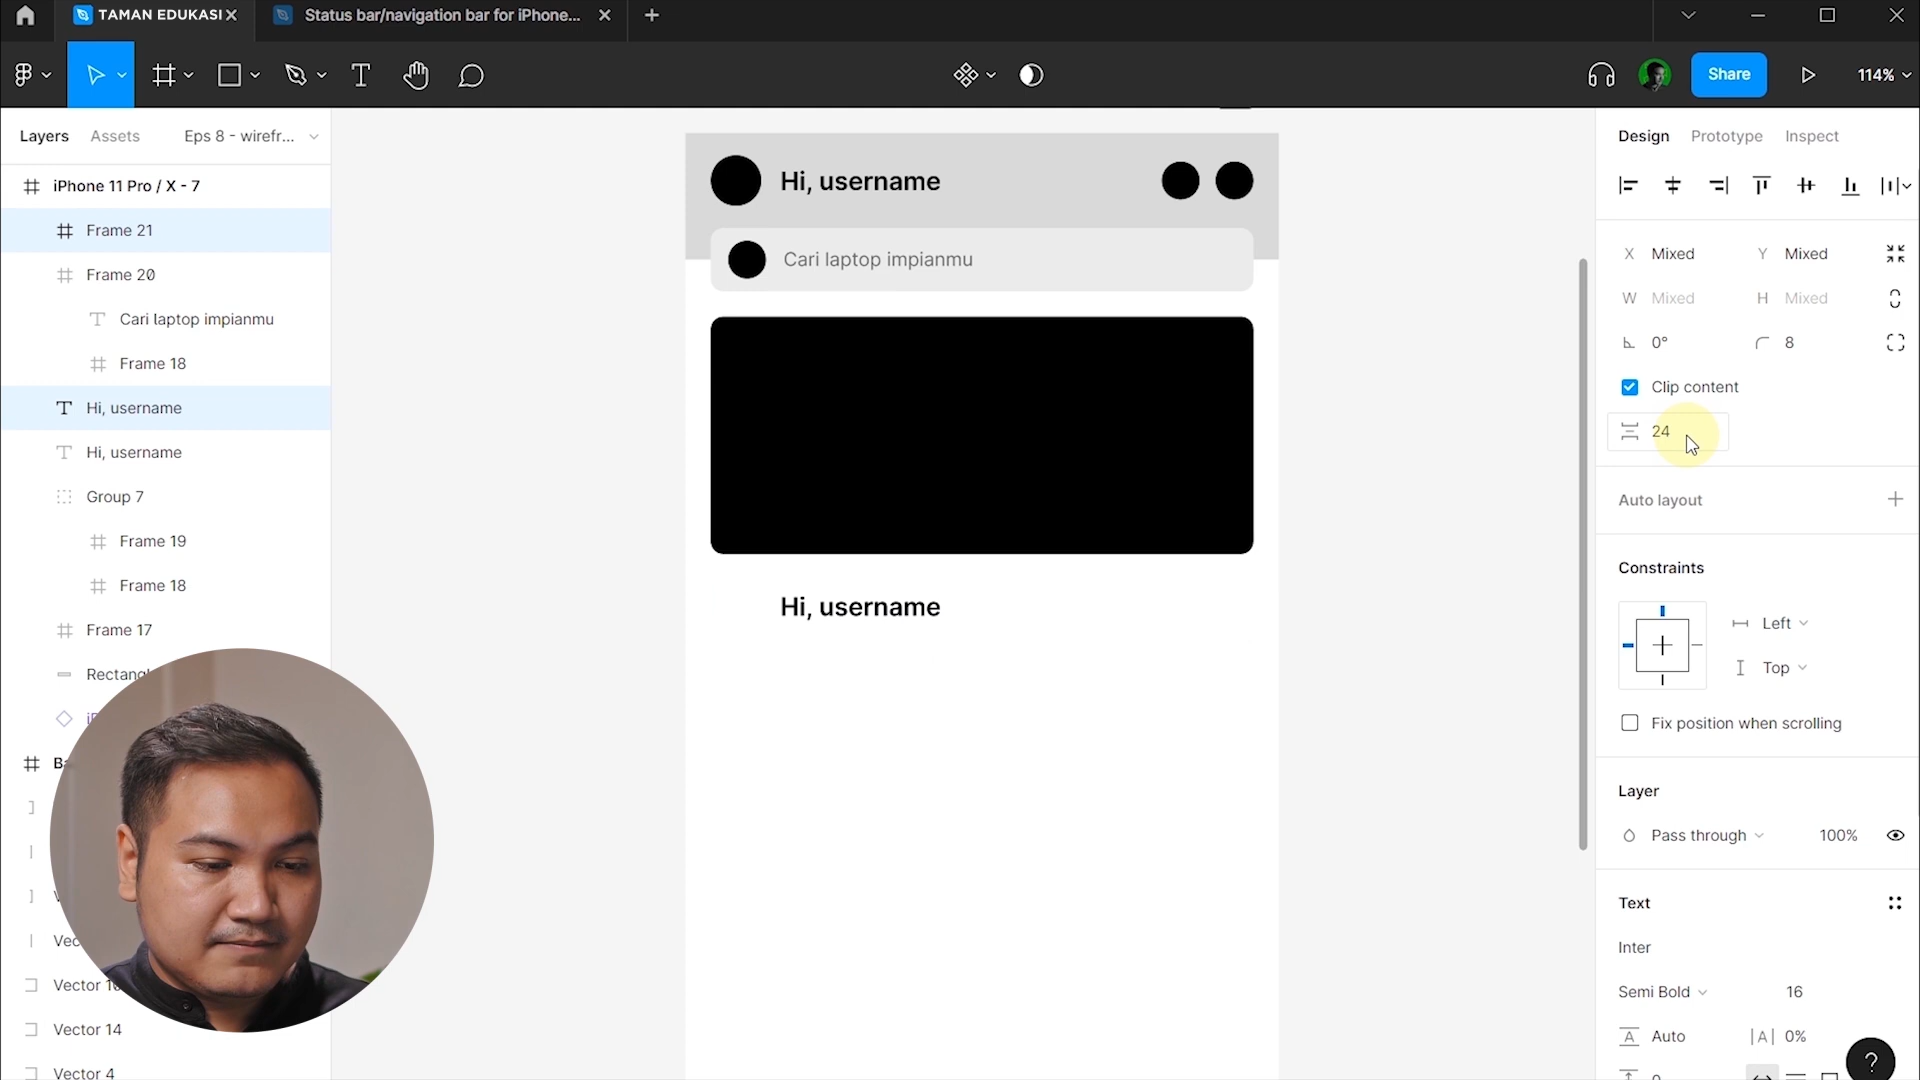 TAMAN EDUKASI
Status bar/navigation bar for iPhone...
Share
114%
Layers
Assets
Eps 8 - wirefr...
iPhone 11 Pro / X - 7
Frame 21
Frame 20
Cari laptop impianmu
Frame 18
Hi, username
Hi, username
Group 7
Frame 19
Frame 18
Frame 17
Vector 14
Vector 4
Hi, username
Cari laptop impianmu
Hi, username
Design
Prototype
Inspect
X Mixed
Y Mixed
W Mixed
H Mixed
0°
8
Clip content
24
Auto layout
Constraints
Left
Top
Fix position when scrolling
Layer
Pass through
100%
Text
Inter
Semi Bold
16
A Auto
|A| 0%
?